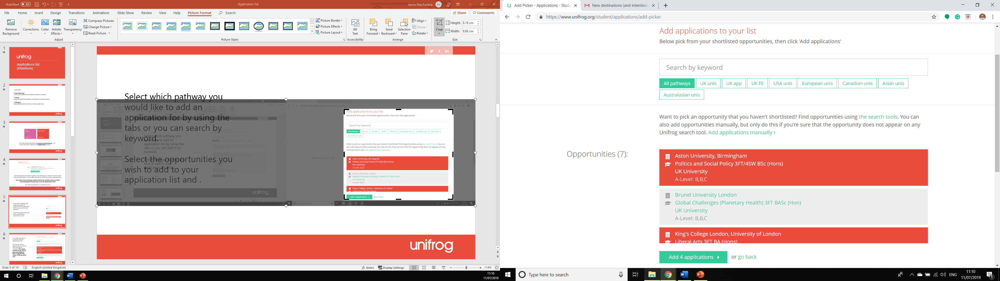 AutoSave Off
Application list
Jamie MacFarlane JM
File Home Insert Design Transitions Animations Slide Show Review View Help Picture Format Search
Share Comments
Remove Background
Corrections
Color
Artistic Effects
Transparency
Compress Pictures
Change Picture
Reset Picture
Adjust
Picture Styles
Picture Border
Picture Effects
Picture Layout
Alt Text
Accessibility
Bring Forward
Send Backward
Selection Pane
Align
Group
Rotate
Arrange
Crop
Height: 8.18 cm
Width: 9.86 cm
Size
1
unifrog
Applications list
(Intentions)
2
unifrog
3
unifrog
4
Applications
unifrog
5
unifrog
6
unifrog
Select which pathway you
would like to add an
application for by using the
tabs or you can search by
keyword.
Select the opportunities you
wish to add to your
application list and .
Add applications to your list
Below pick from your shortlisted opportunities, then click 'Add applications'
Search by keyword
All pathways UK unis UK app UK FE USA unis European unis Canadian unis Asian unis
Australasian unis
Want to pick an opportunity that you haven't shortlisted? Find opportunities using the search tools. You can
also add opportunities manually, but only do this if you're sure that the opportunity does not appear on any
Unifrog search tool. Add applications manually ›
Aston University, Birmingham
Politics and Social Policy 3FT/4SW BSc (Hons)
UK University
A-Level: B,B,C
Brunel University London
Global Challenges (Planetary Health) 3FT BASc (Hon)
UK University
A-Level: B,B,C
King's College London, University of London
Liberal Arts 3FT BA (Hons)
Add 2 applications or go back
unifrog
unifrog
Slide 5 of 14 English (United Kingdom)
Notes Display Settings 114%
11:10
11/07/2019
Add Picker - Applications - Stude
New destinations (and intentions
https://www.unifrog.org/student/applications/add-picker
Add applications to your list
Below pick from your shortlisted opportunities, then click 'Add applications'
Search by keyword
All pathways UK unis UK app UK FE USA unis European unis Canadian unis Asian unis
Australasian unis
Want to pick an opportunity that you haven't shortlisted? Find opportunities using the search tools. You can
also add opportunities manually, but only do this if you're sure that the opportunity does not appear on any
Unifrog search tool. Add applications manually ›
Opportunities (7):
Aston University, Birmingham
Politics and Social Policy 3FT/4SW BSc (Hons)
UK University
A-Level: B,B,C
Brunel University London
Global Challenges (Planetary Health) 3FT BASc (Hon)
UK University
A-Level: B,B,C
King's College London, University of London
Liberal Arts 3FT BA (Hons)
Add 4 applications or go back
Type here to search
ENG
11:10
11/07/2019
1